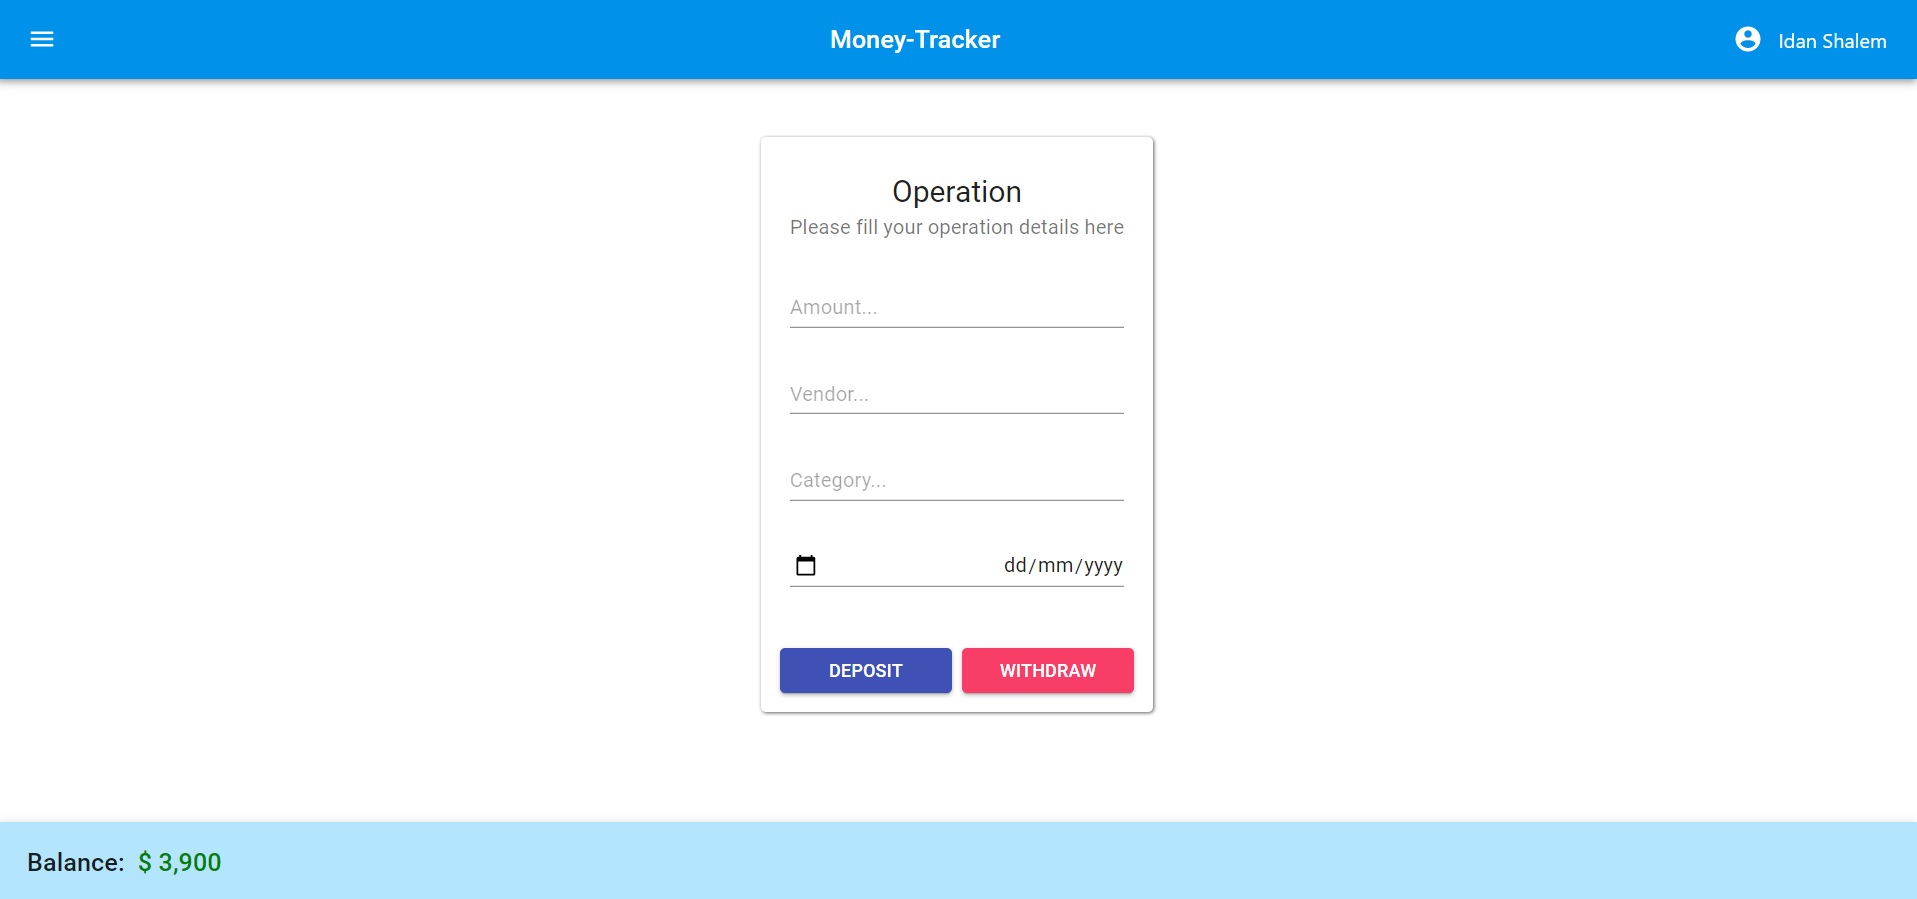 Money-Tracker
Idan Shalem
Operation
Please fill your operation details here
Amount...
Vendor...
Category...
dd/mm/yyyy
DEPOSIT
WITHDRAW
Balance: $ 3,900